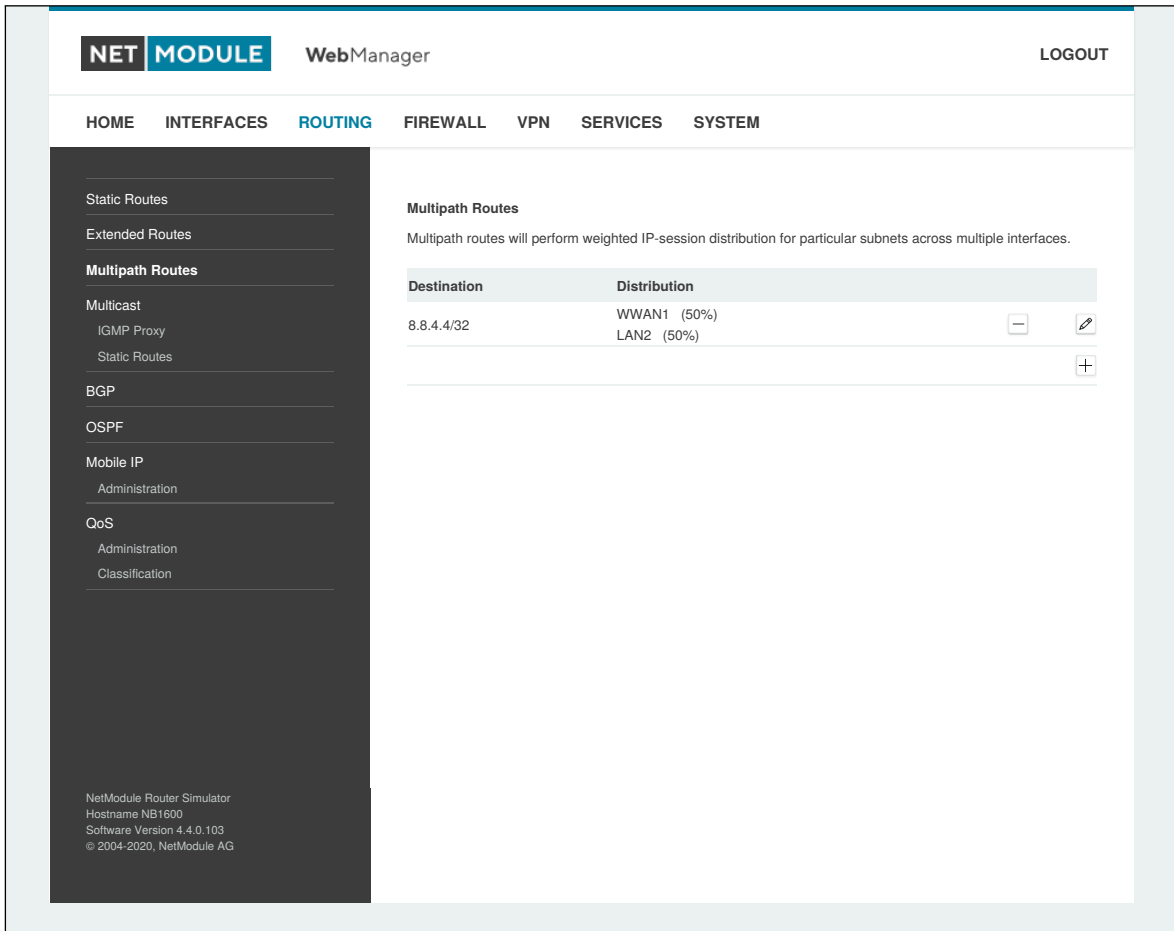 NET MODULE WebManager LOGOUT
HOME INTERFACES ROUTING FIREWALL VPN SERVICES SYSTEM
Static Routes
Extended Routes
Multipath Routes
Multicast
IGMP Proxy
Static Routes
BGP
OSPF
Mobile IP
Administration
QoS
Administration
Classification
NetModule Router Simulator
Hostname NB1600
Software Version 4.4.0.103
© 2004-2020, NetModule AG
Multipath Routes
Multipath routes will perform weighted IP-session distribution for particular subnets across multiple interfaces.
Destination Distribution
8.8.4.4/32
WWAN1 (50%)
LAN2 (50%)